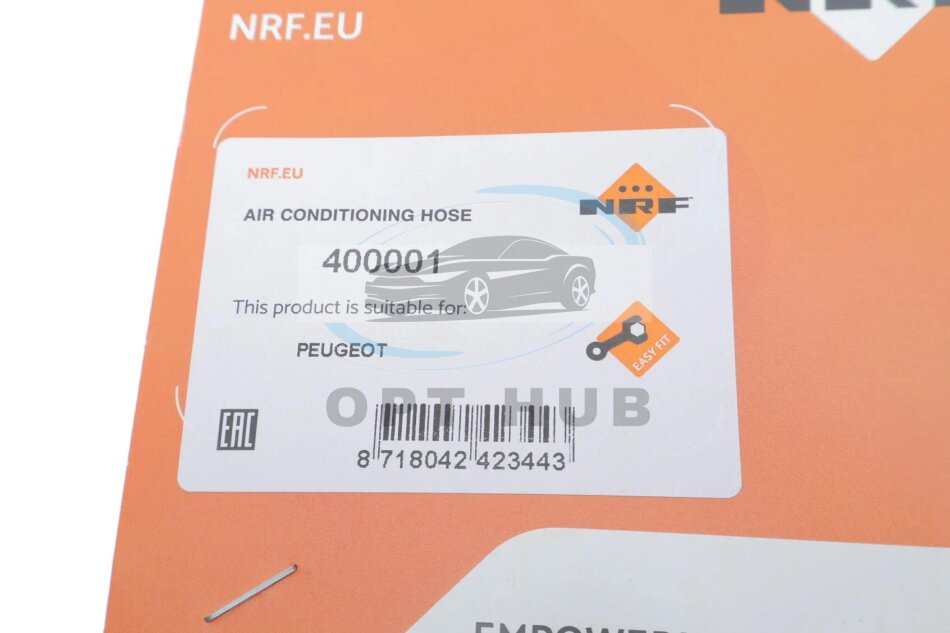 NRF.EU
NRF
NRF.EU
NRF
AIR CONDITIONING HOSE
400001
This product is suitable for:
PEUGEOT
EASY FIT
OPT HUB
EAC
8 718042 423443